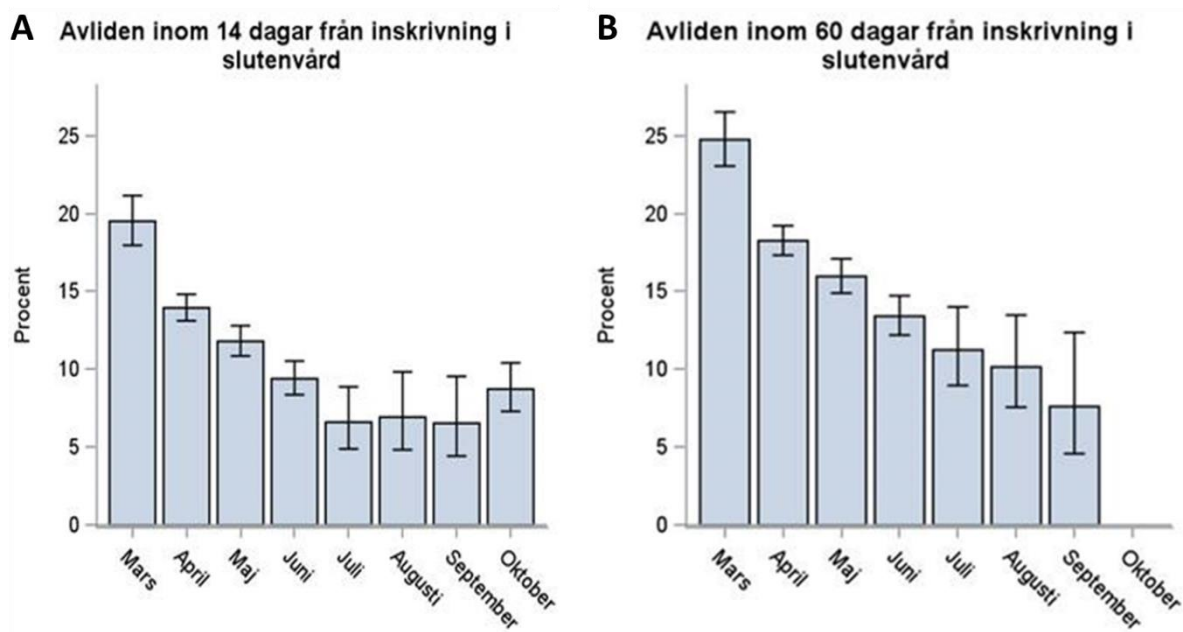 A
Avliden inom 14 dagar från inskrivning i
slutenvård
Procent
25
20
15
10
5
0
Mars
April
Maj
Juni
Juli
Augusti
September
Oktober
B
Avliden inom 60 dagar från inskrivning i
slutenvård
Procent
25
20
15
10
5
0
Mars
April
Maj
Juni
Juli
Augusti
September
Oktober